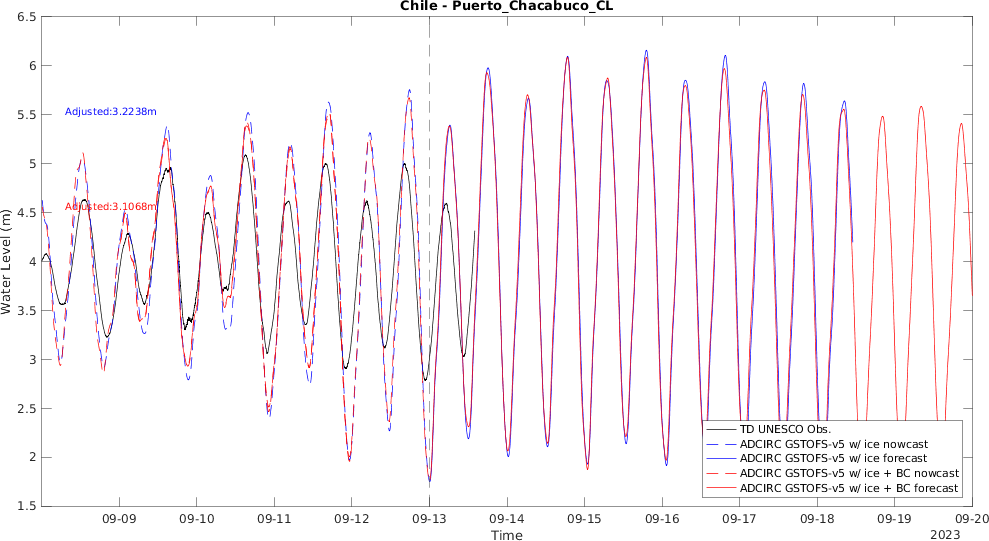 Chile - Puerto_Chacabuco_CL
6.5
6
5.5
5
4.5
4
3.5
3
2.5
2
1.5
Water Level (m)
Adjusted:3.2238m
Adjusted:3.1068m
TD UNESCO Obs.
ADCIRC GSTOFS-v5 w/ ice nowcast
ADCIRC GSTOFS-v5 w/ ice forecast
ADCIRC GSTOFS-v5 w/ ice + BC nowcast
ADCIRC GSTOFS-v5 w/ ice + BC forecast
09-09 09-10 09-11 09-12 09-13 09-14 09-15 09-16 09-17 09-18 09-19 09-20
Time
2023